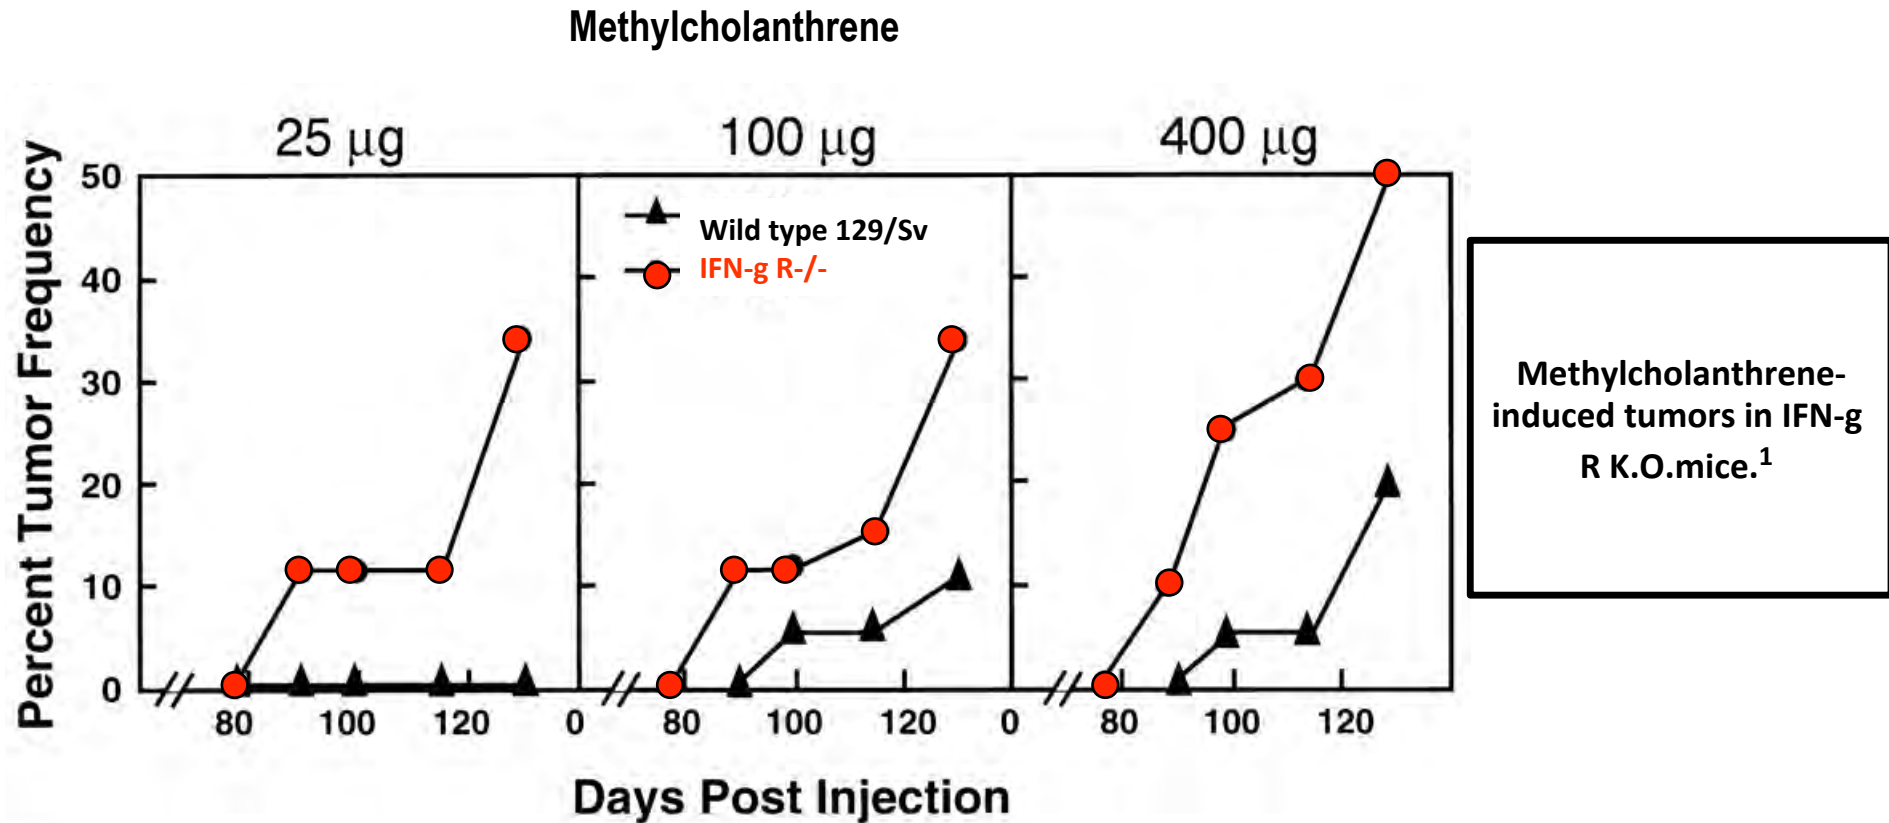 Methylcholanthrene
25 μg
100 μg
400 μg
Percent Tumor Frequency
50
40
30
20
10
0
Wild type 129/Sv
IFN-g R-/-
80
100
120
0
80
100
120
0
80
100
120
Days Post Injection
Methylcholanthrene-
induced tumors in IFN-g
R K.O.mice.1